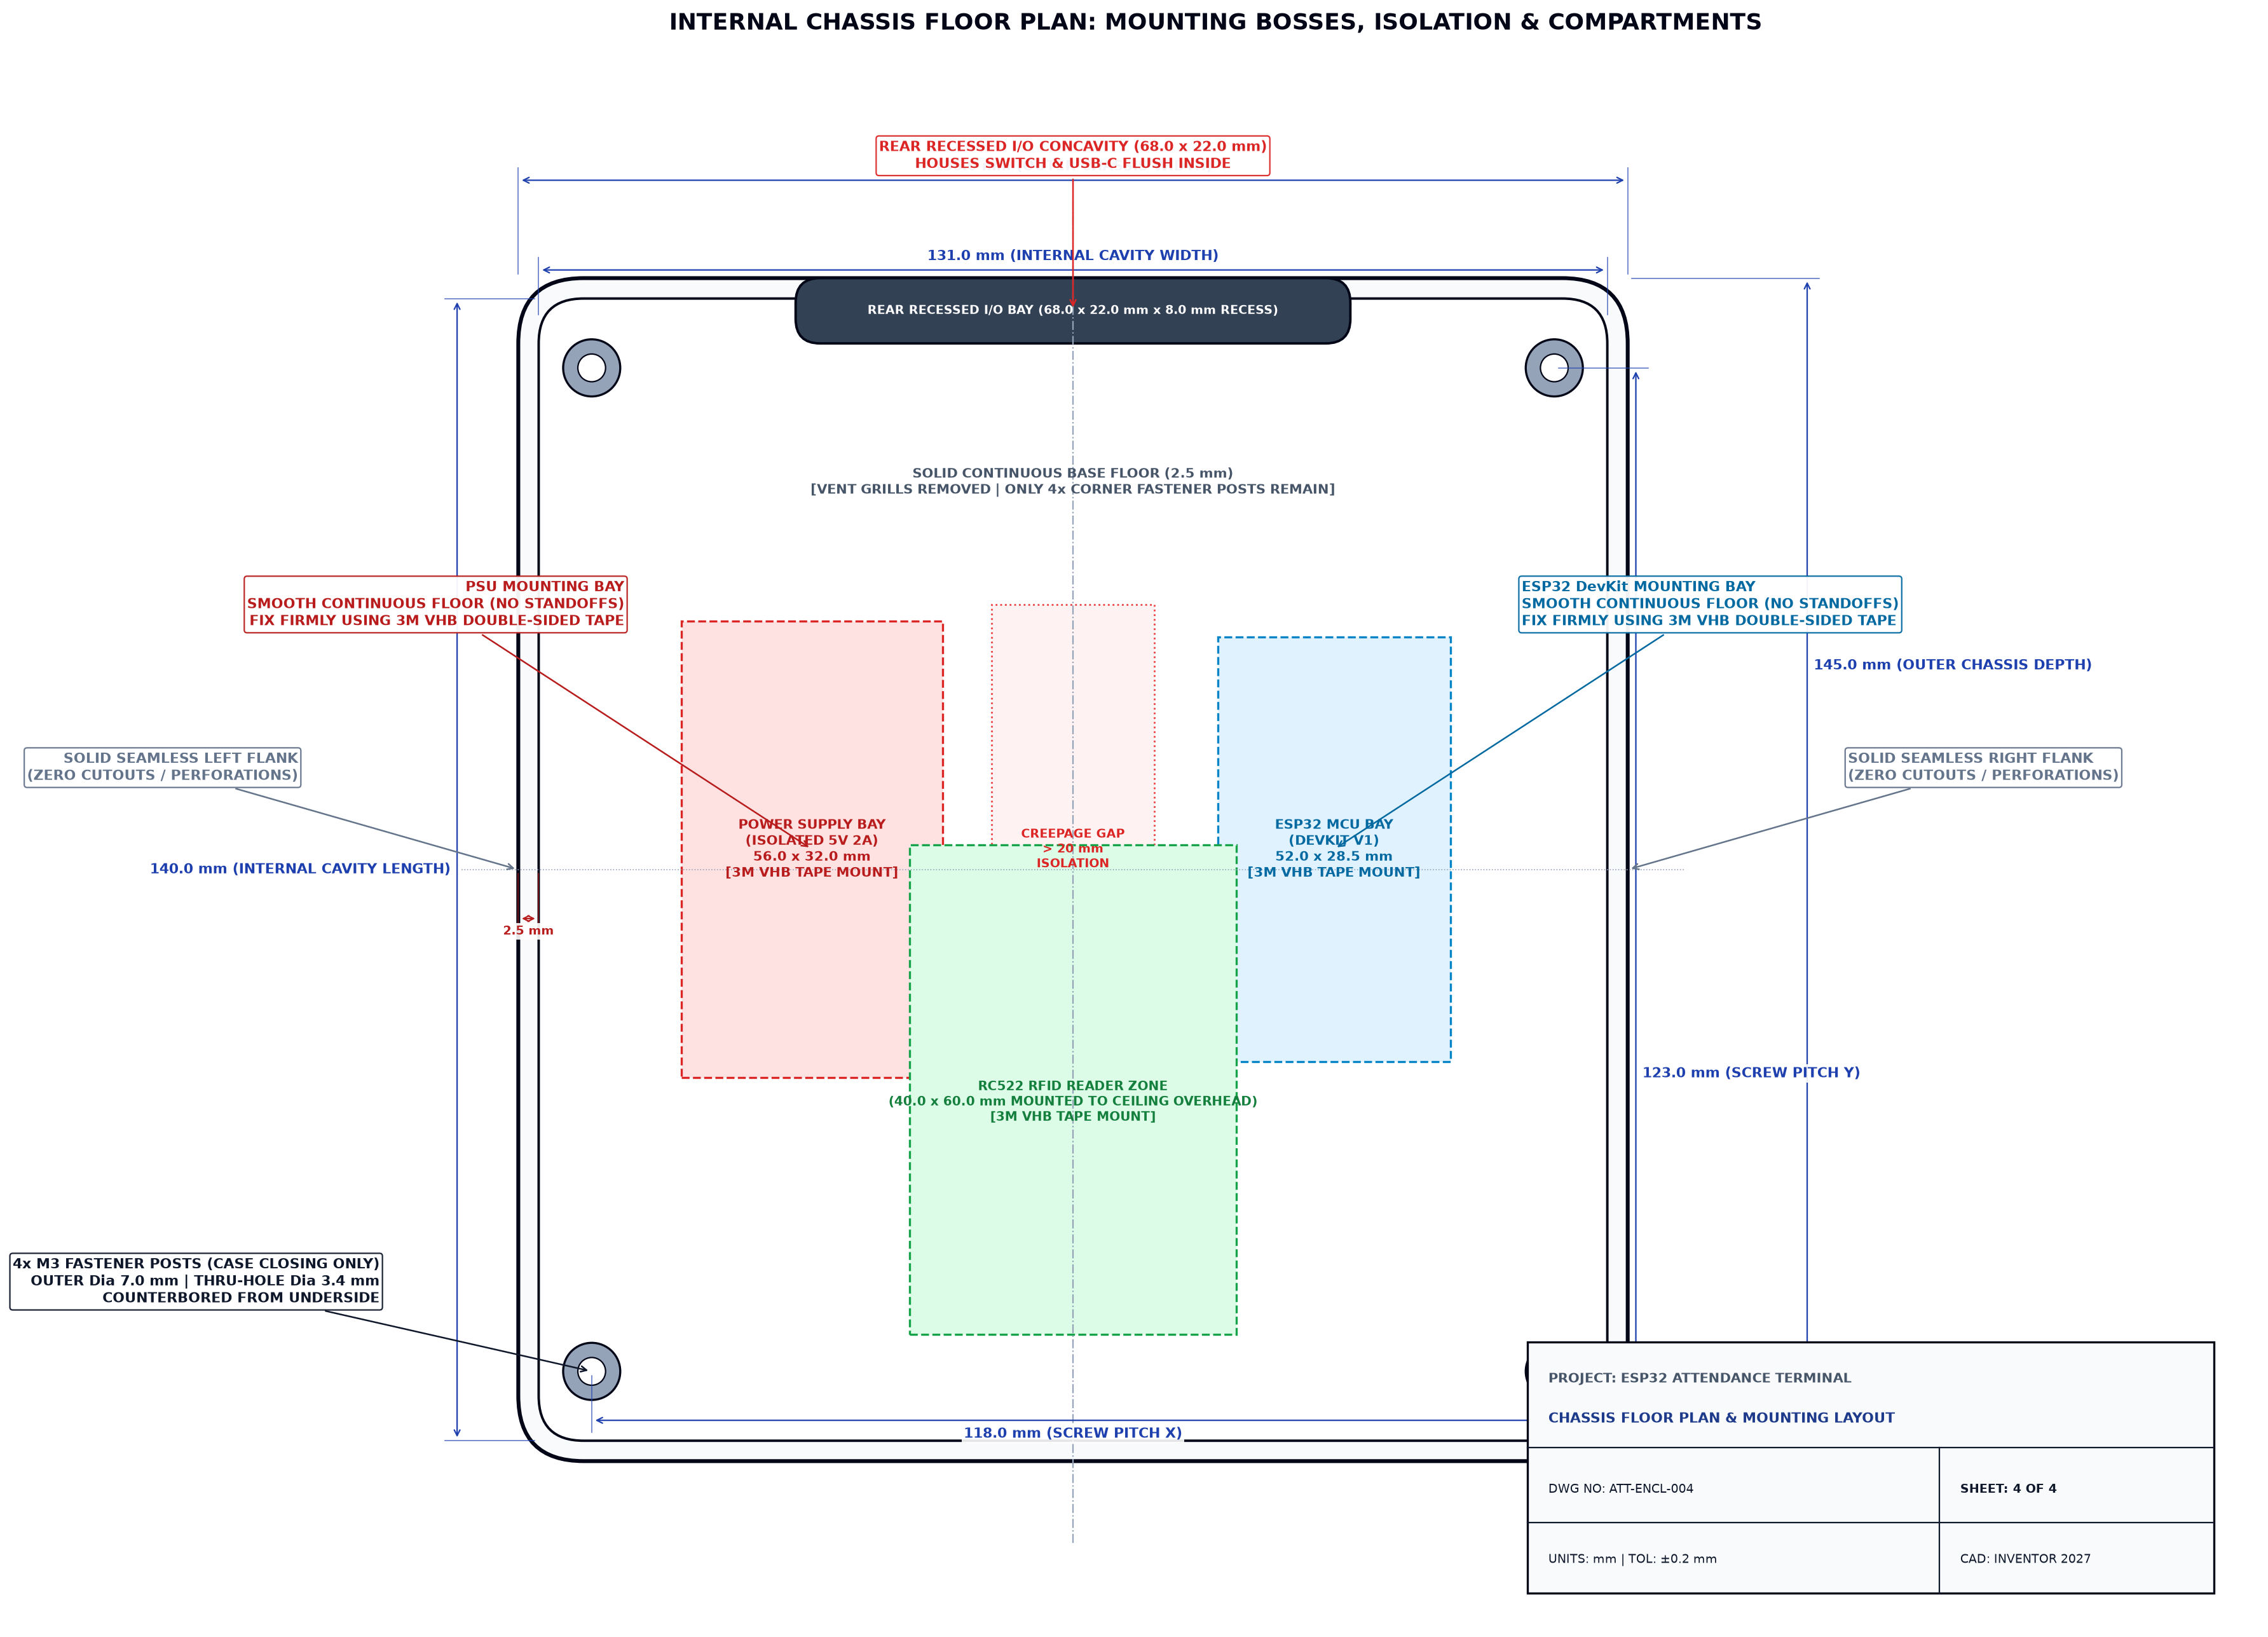 INTERNAL CHASSIS FLOOR PLAN: MOUNTING BOSSES, ISOLATION & COMPARTMENTS
REAR RECESSED I/O CONCAVITY (68.0 x 22.0 mm)
HOUSES SWITCH & USB-C FLUSH INSIDE
131.0 mm (INTERNAL CAVITY WIDTH)
REAR RECESSED I/O BAY (68.0 x 22.0 mm x 8.0 mm RECESS)
SOLID CONTINUOUS BASE FLOOR (2.5 mm)
[VENT GRILLS REMOVED | ONLY 4x CORNER FASTENER POSTS REMAIN]
PSU MOUNTING BAY
SMOOTH CONTINUOUS FLOOR (NO STANDOFFS)
FIX FIRMLY USING 3M VHB DOUBLE-SIDED TAPE
ESP32 DevKit MOUNTING BAY
SMOOTH CONTINUOUS FLOOR (NO STANDOFFS)
FIX FIRMLY USING 3M VHB DOUBLE-SIDED TAPE
145.0 mm (OUTER CHASSIS DEPTH)
SOLID SEAMLESS LEFT FLANK
(ZERO CUTOUTS / PERFORATIONS)
SOLID SEAMLESS RIGHT FLANK
(ZERO CUTOUTS / PERFORATIONS)
POWER SUPPLY BAY
(ISOLATED 5V 2A)
56.0 x 32.0 mm
[3M VHB TAPE MOUNT]
CREEPAGE GAP
> 20 mm
ISOLATION
ESP32 MCU BAY
(DEVKIT V1)
52.0 x 28.5 mm
[3M VHB TAPE MOUNT]
140.0 mm (INTERNAL CAVITY LENGTH)
2.5 mm
123.0 mm (SCREW PITCH Y)
RC522 RFID READER ZONE
(40.0 x 60.0 mm MOUNTED TO CEILING OVERHEAD)
[3M VHB TAPE MOUNT]
4x M3 FASTENER POSTS (CASE CLOSING ONLY)
OUTER Dia 7.0 mm | THRU-HOLE Dia 3.4 mm
COUNTERBORED FROM UNDERSIDE
118.0 mm (SCREW PITCH X)
PROJECT: ESP32 ATTENDANCE TERMINAL
CHASSIS FLOOR PLAN & MOUNTING LAYOUT
DWG NO: ATT-ENCL-004
SHEET: 4 OF 4
UNITS: mm | TOL: ±0.2 mm
CAD: INVENTOR 2027